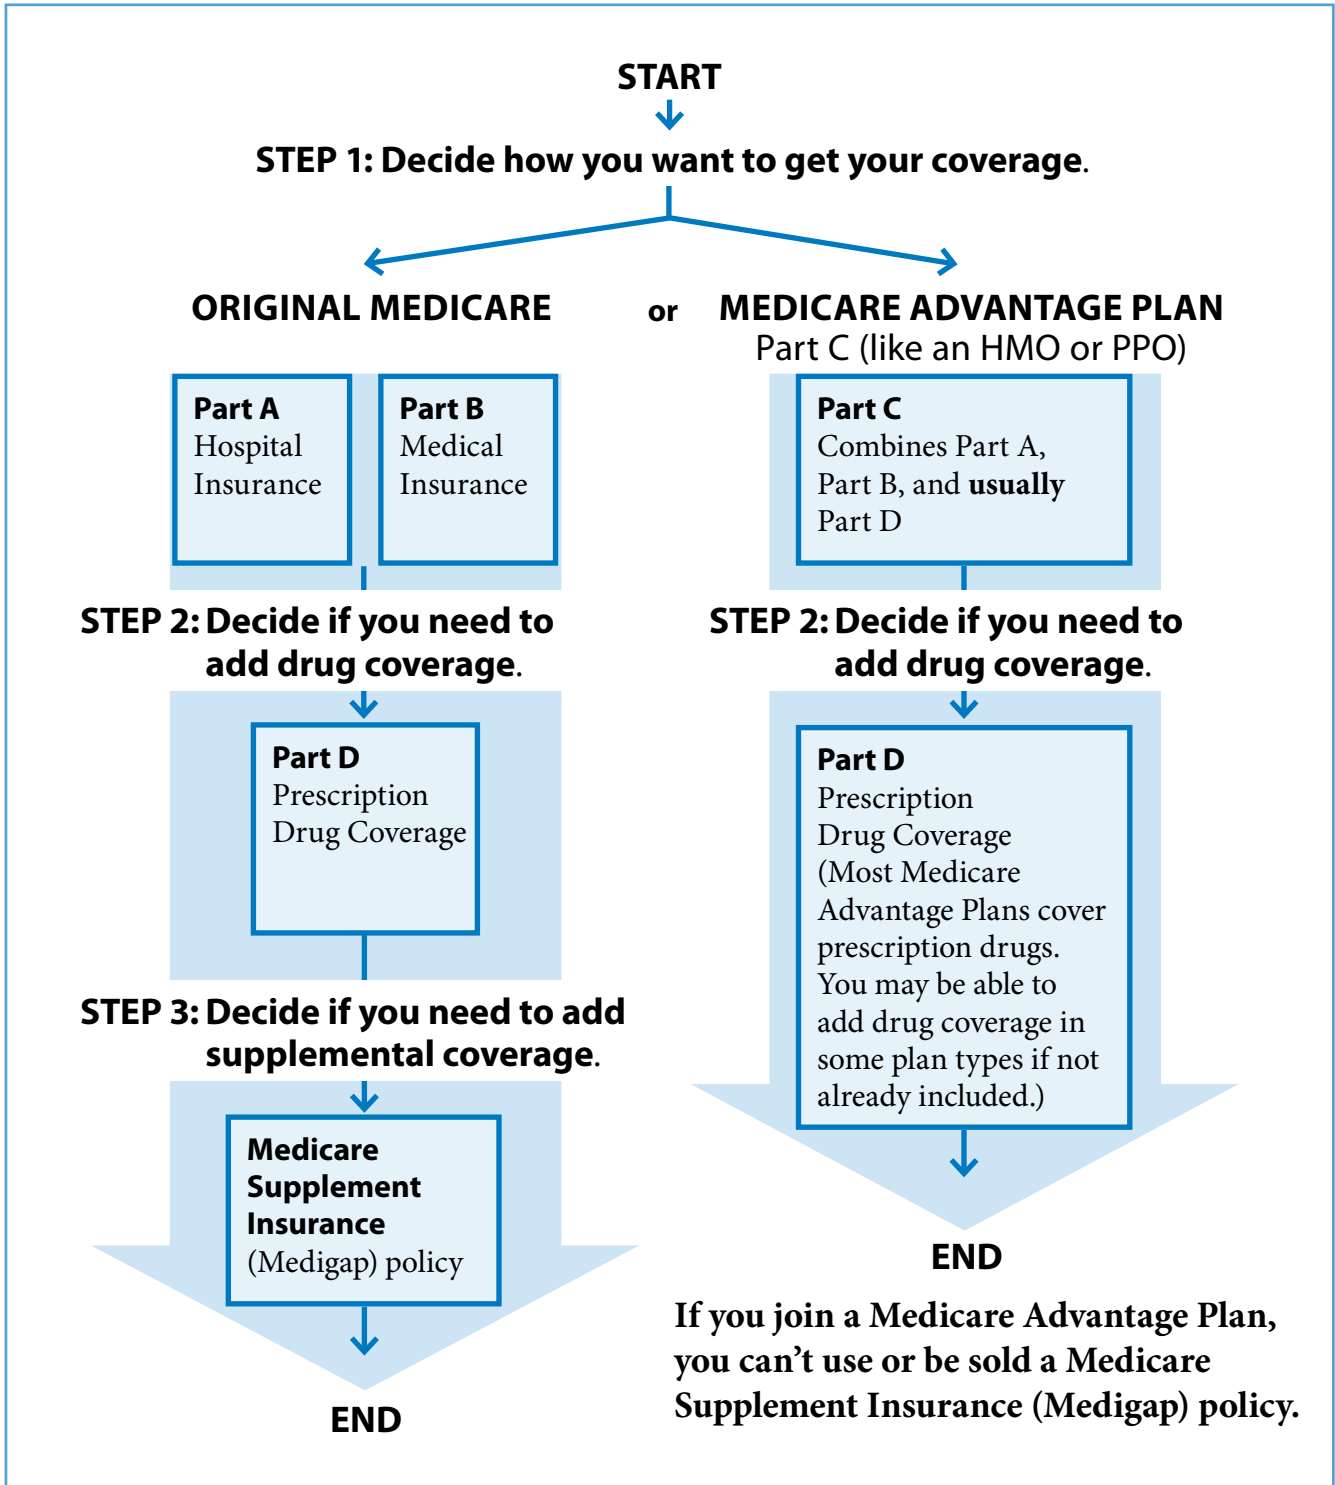 START
STEP 1: Decide how you want to get your coverage.
ORIGINAL MEDICARE or MEDICARE ADVANTAGE PLAN
Part C (like an HMO or PPO)
Part A
Hospital
Insurance
Part B
Medical
Insurance
STEP 2: Decide if you need to
add drug coverage.
Part D
Prescription
Drug Coverage
STEP 3: Decide if you need to add
supplemental coverage.
Medicare
Supplement
Insurance
(Medigap) policy
END
Part C
Combines Part A,
Part B, and usually
Part D
STEP 2: Decide if you need to
add drug coverage.
Part D
Prescription
Drug Coverage
(Most Medicare
Advantage Plans cover
prescription drugs.
You may be able to
add drug coverage in
some plan types if not
already included.)
END
If you join a Medicare Advantage Plan,
you can’t use or be sold a Medicare
Supplement Insurance (Medigap) policy.